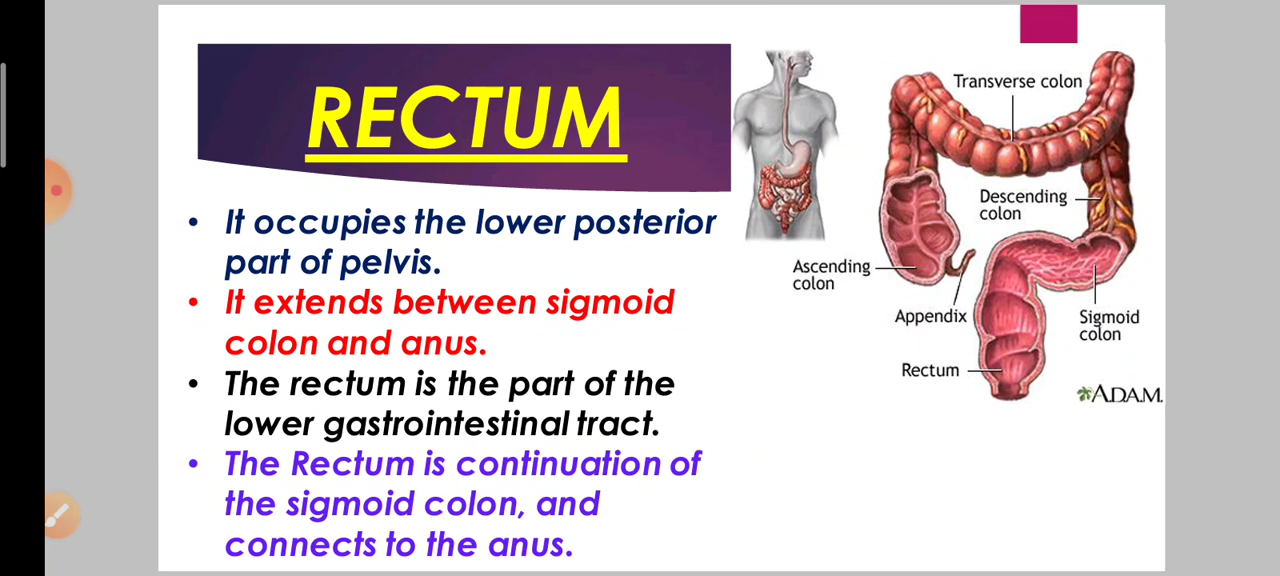 RECTUM
• It occupies the lower posterior
part of pelvis.
• It extends between sigmoid
colon and anus.
• The rectum is the part of the
lower gastrointestinal tract.
• The Rectum is continuation of
the sigmoid colon, and
connects to the anus.
Transverse colon
Descending
colon
Ascending
colon
Appendix
Sigmoid
colon
Rectum
A.D.A.M.